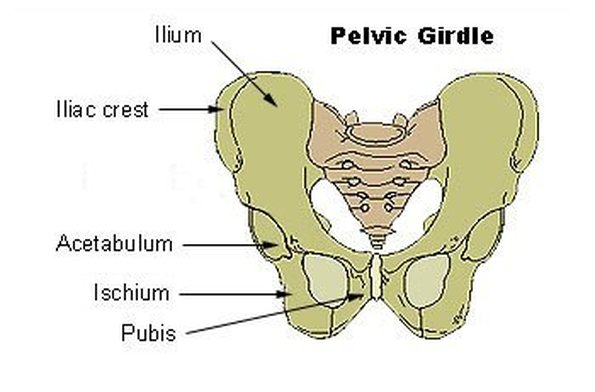 Ilium
Pelvic Girdle
Iliac crest
Acetabulum
Ischium
Pubis